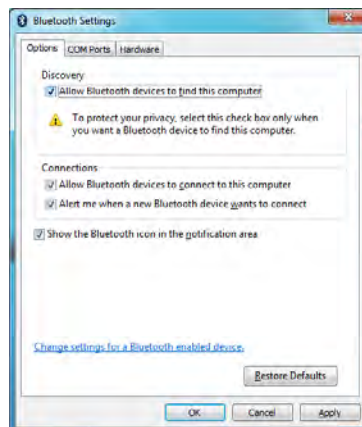 Bluetooth Settings
Options COM Ports Hardware
Discovery
Allow Bluetooth devices to find this computer
To protect your privacy, select this check box only when
you want a Bluetooth device to find this computer.
Connections
Allow Bluetooth devices to connect to this computer
Alert me when a new Bluetooth device wants to connect
Show the Bluetooth icon in the notification area
Change settings for a Bluetooth enabled device.
Restore Defaults
OK Cancel Apply